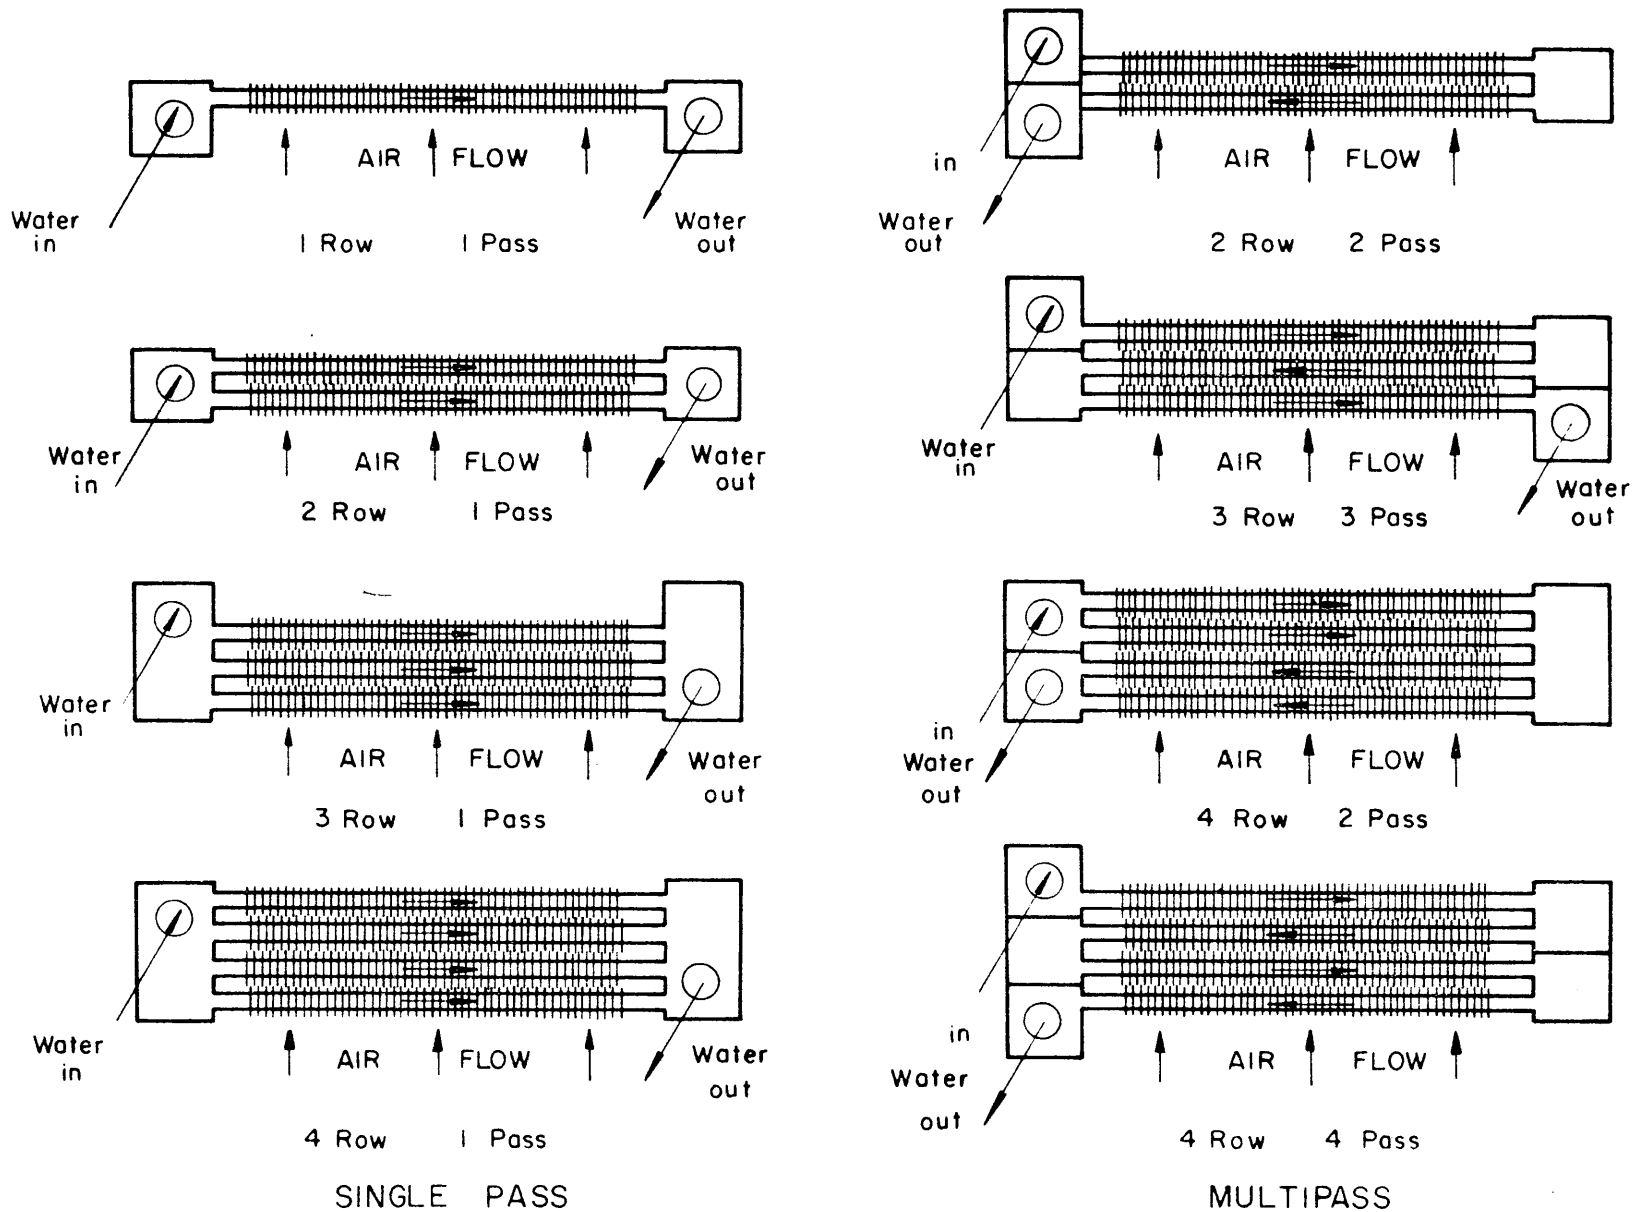 AIR FLOW
Water
in
Water
out
1 Row 1 Pass
AIR FLOW
Water
in
Water
out
2 Row 1 Pass
AIR FLOW
Water
in
Water
out
3 Row 1 Pass
AIR FLOW
Water
in
Water
out
4 Row 1 Pass
SINGLE PASS
AIR FLOW
in
Water
out
2 Row 2 Pass
AIR FLOW
Water
in
Water
out
3 Row 3 Pass
AIR FLOW
in
Water
out
4 Row 2 Pass
AIR FLOW
in
Water
out
4 Row 4 Pass
MULTIPASS